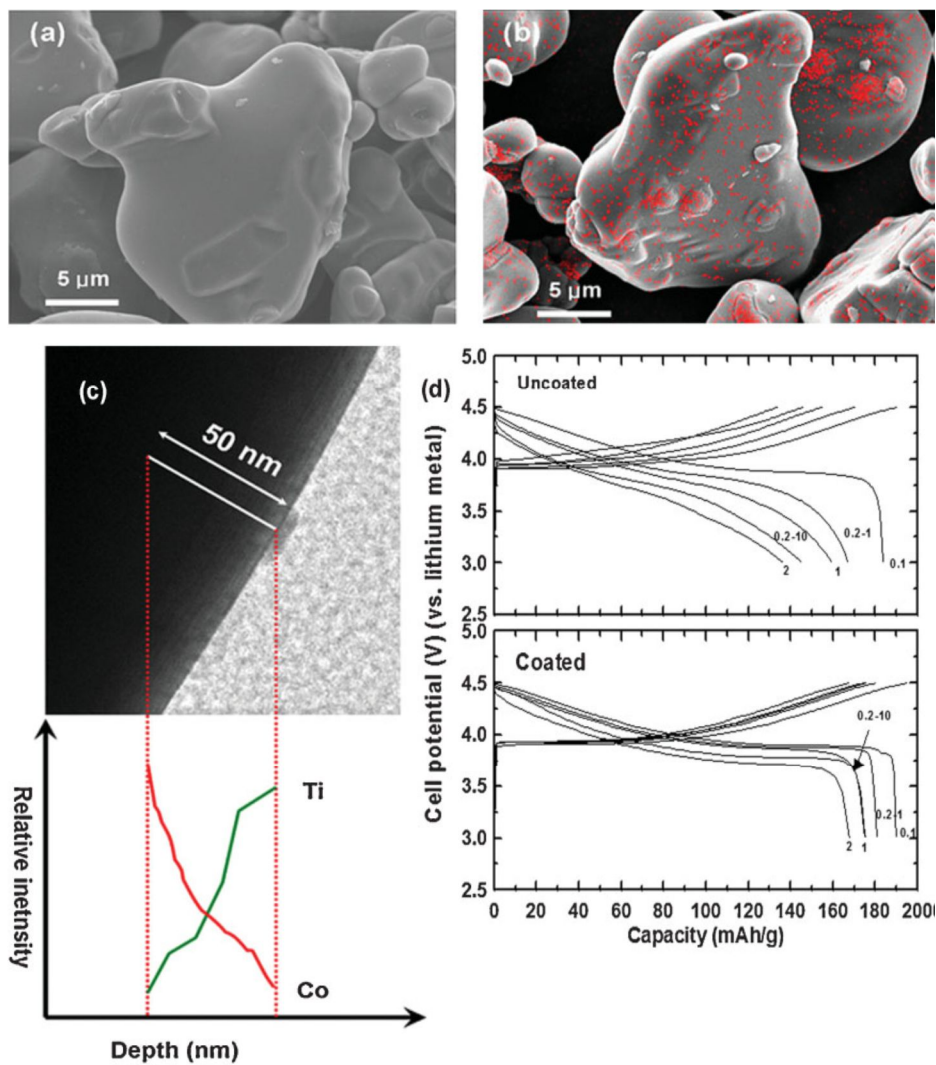 (a)
5 µm
(b)
5 µm
(c)
50 nm
Relative inetnsity
Ti
Co
Depth (nm)
(d)
Cell potential (V) (vs. lithium metal)
5.0
Uncoated
4.5
4.0
3.5
0.2-10
0.2-1
2
1
0.1
3.0
2.5
5.0
Coated
4.5
0.2-10
4.0
3.5
0.2-1
0.1
2
1
3.0
2.5
0 20 40 60 80 100 120 140 160 180 2000
Capacity (mAh/g)